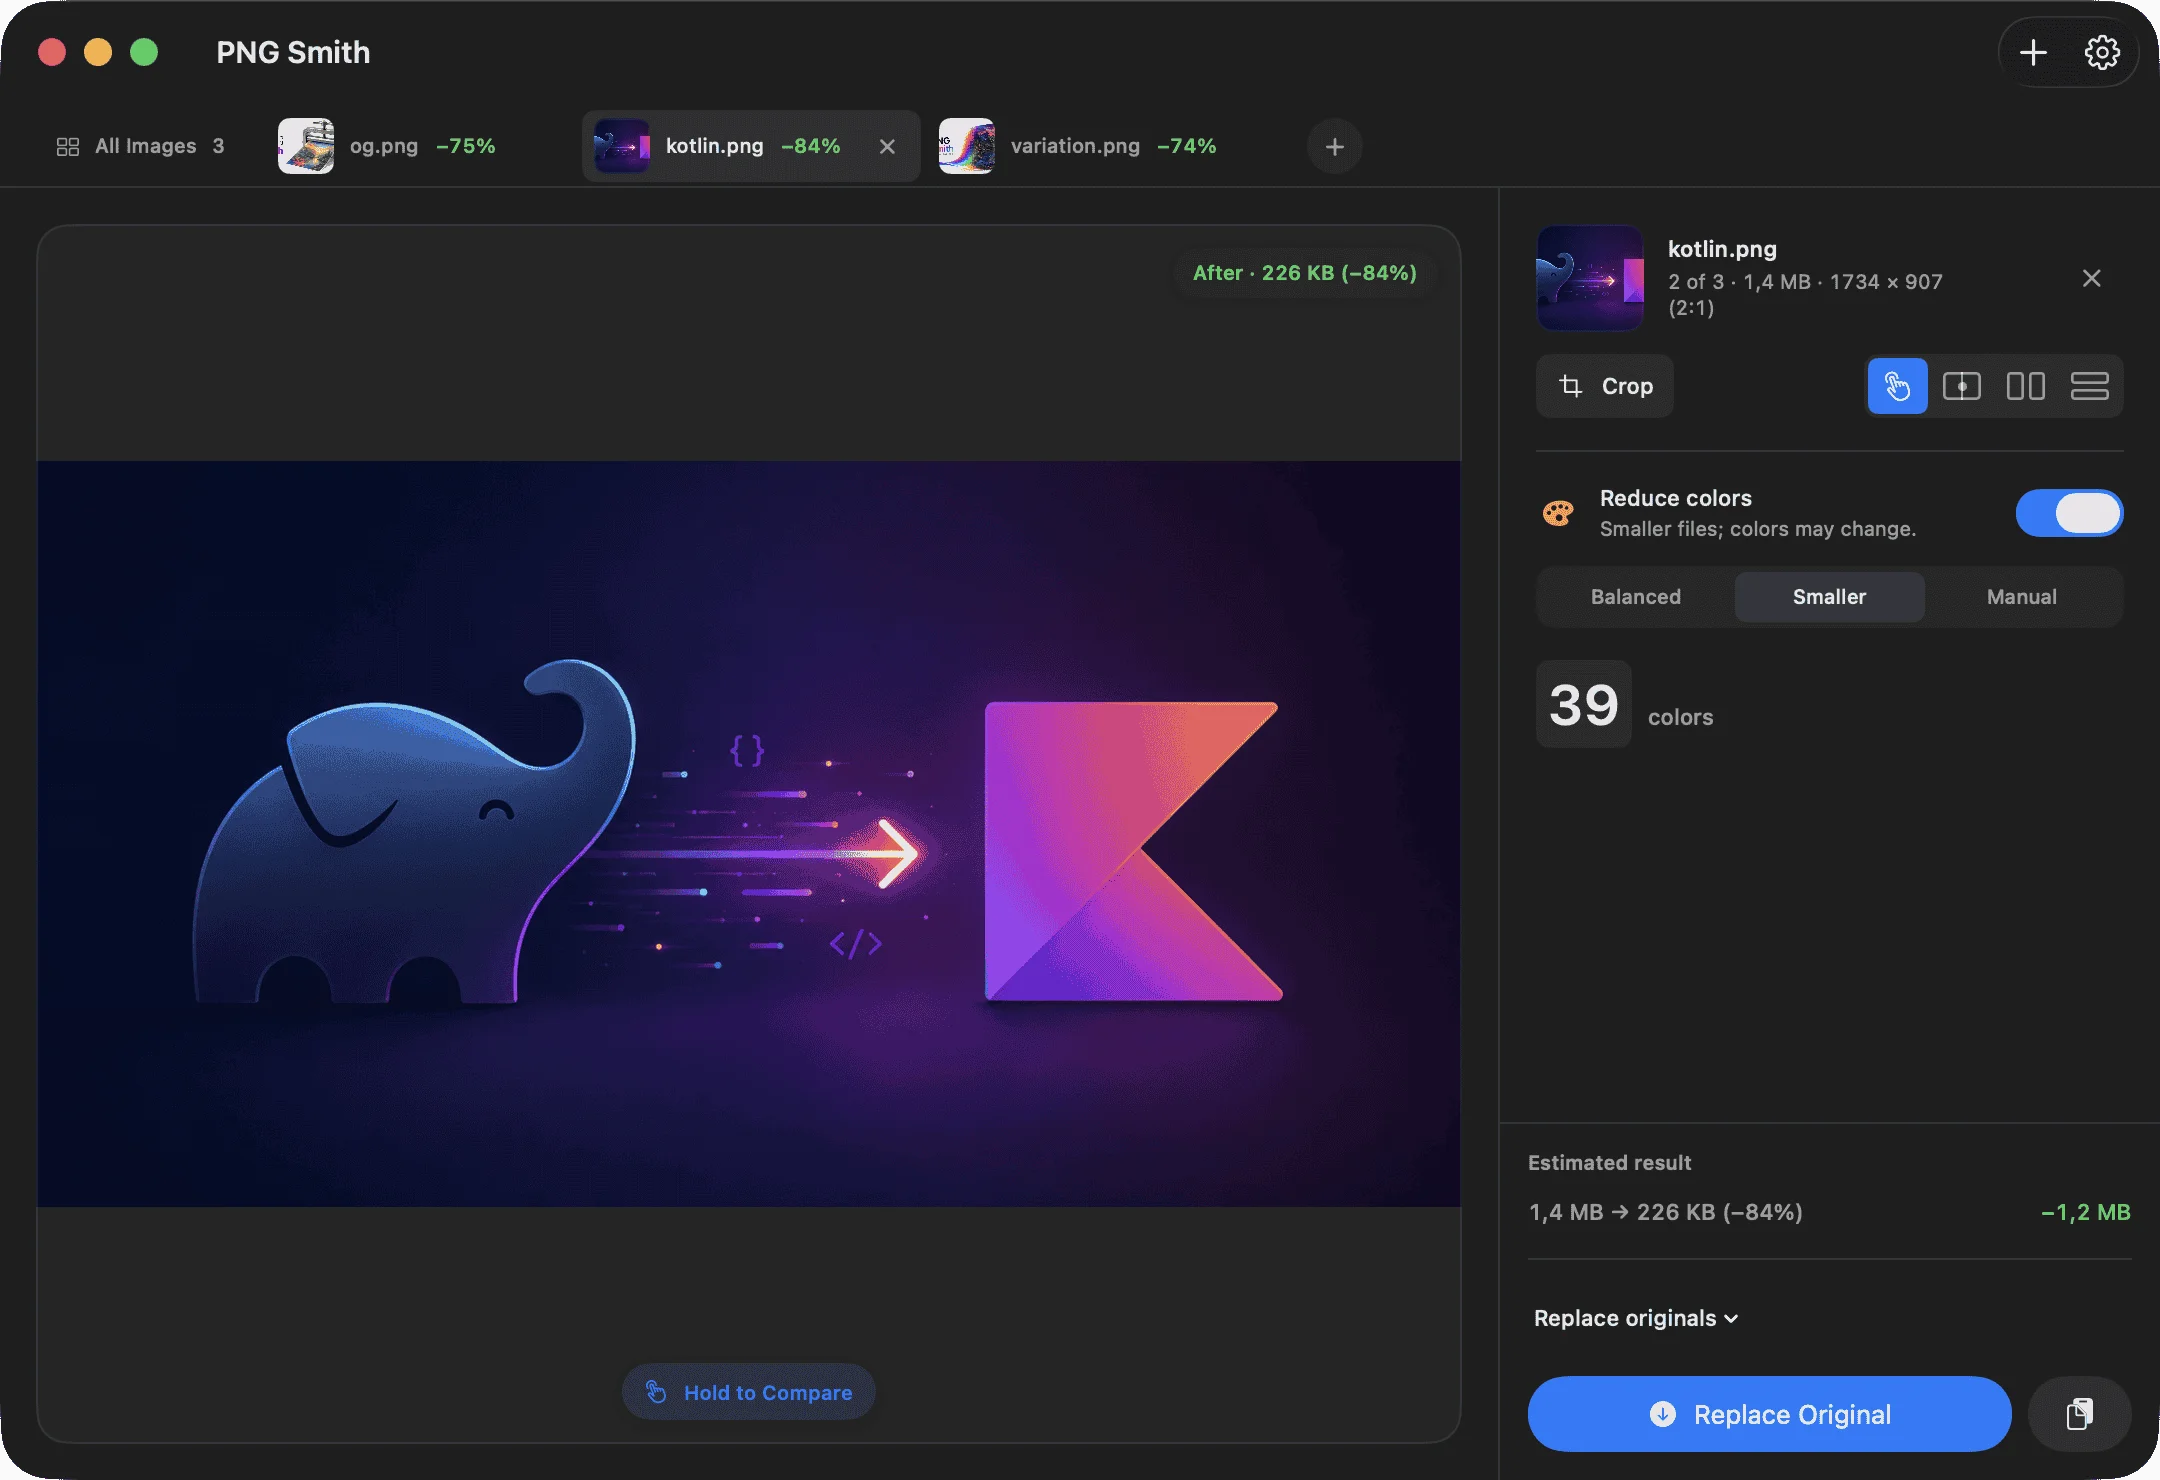 PNG Smith
All Images 3
og.png −75%
kotlin.png −84%
variation.png −74%
After · 226 KB (−84%)
{ }
</>
Hold to Compare
kotlin.png
2 of 3 · 1,4 MB · 1734 × 907
(2:1)
Crop
Reduce colors
Smaller files; colors may change.
Balanced
Smaller
Manual
39 colors
Estimated result
1,4 MB → 226 KB (−84%)
−1,2 MB
Replace originals
Replace Original